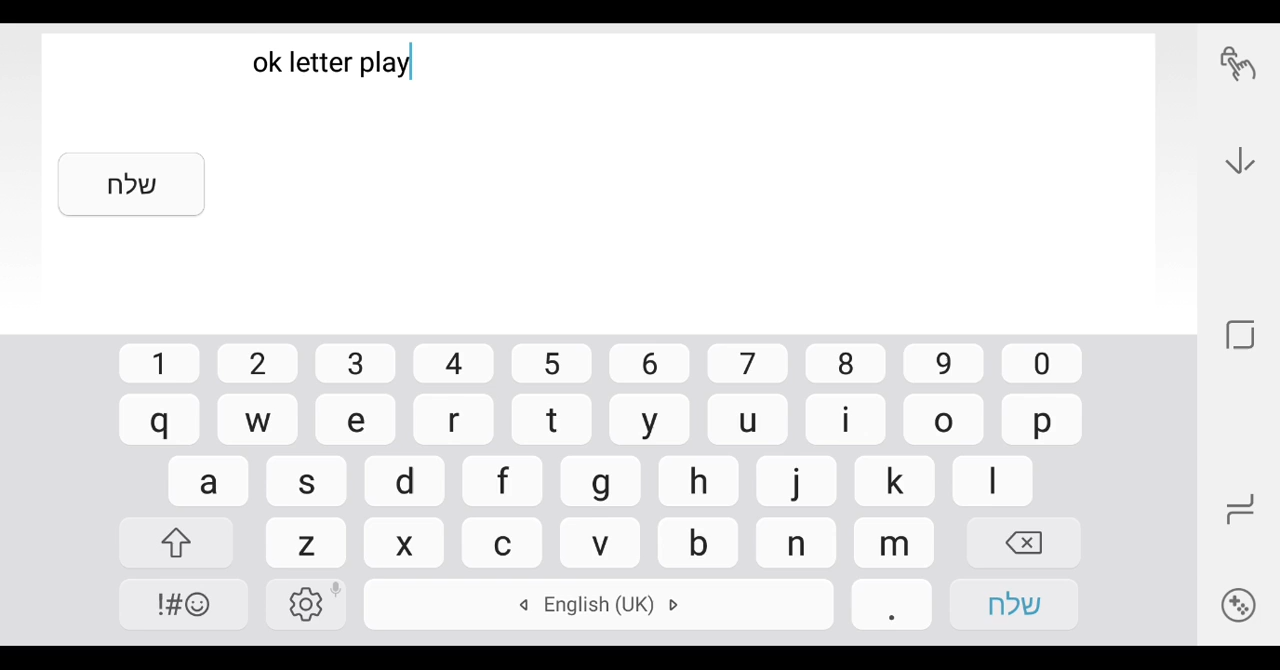 ok letter play
שלח
1 2 3 4 5 6 7 8 9 0
q w e r t y u i o p
a s d f g h j k l
z x c v b n m
!#☺ English (UK) . שלח